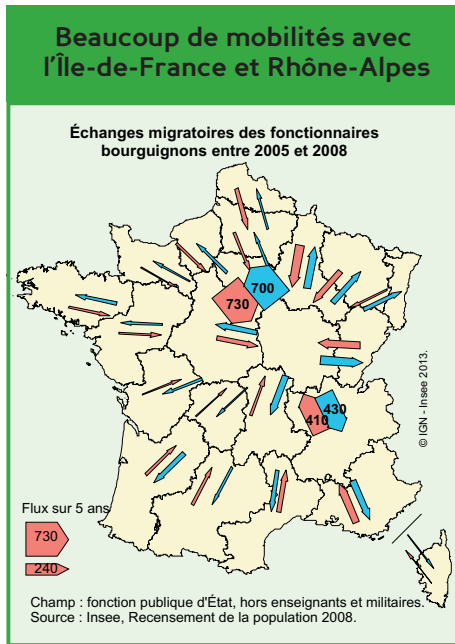 Beaucoup de mobilités avec
l'Île-de-France et Rhône-Alpes
Échanges migratoires des fonctionnaires
bourguignons entre 2005 et 2008
700
730
430
410
© IGN - Insee 2013.
Flux sur 5 ans
730
240
Champ : fonction publique d'État, hors enseignants et militaires.
Source : Insee, Recensement de la population 2008.